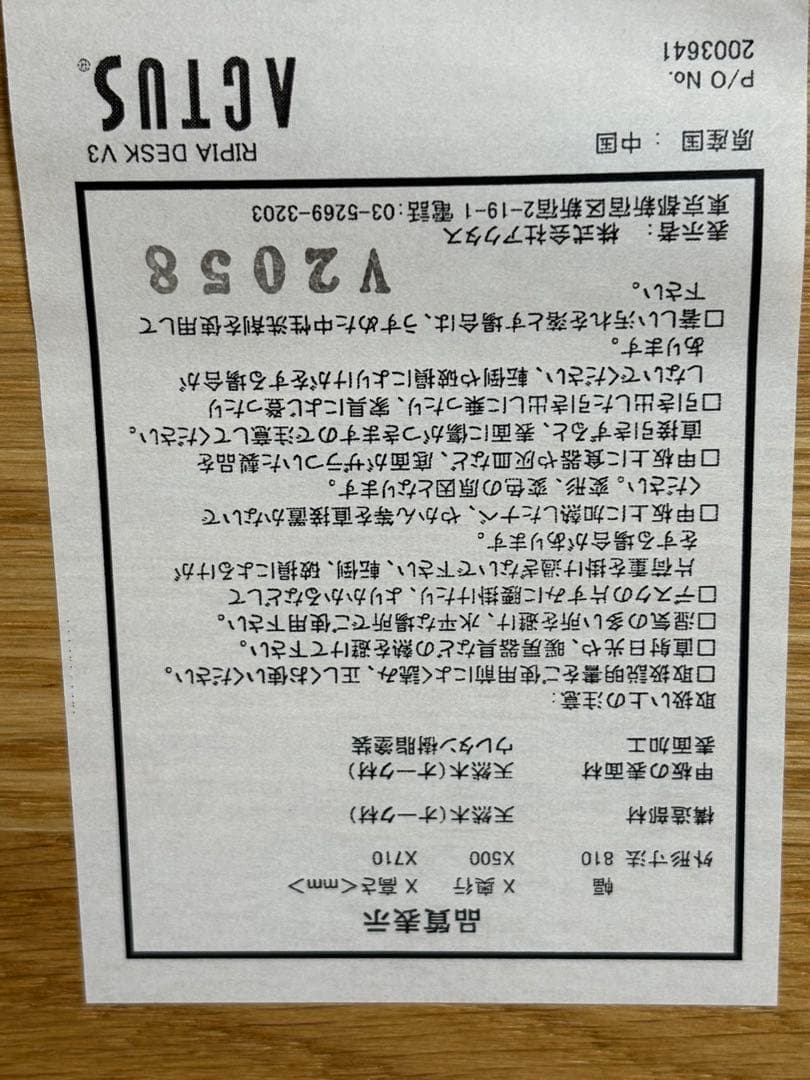 品質表示
幅 X 奥行 X 高さ<mm>
外形寸法 810 X500 X710
構造部材 天然木(オーク材)
甲板の表面材 天然木(オーク材)
表面加工 ウレタン樹脂塗装
取扱い上の注意:
□取扱説明書をご使用前によく読み、正しくお使いください。
□直射日光や、暖房器具などの熱を避けて下さい。
□湿気の多い所を避け、水平な場所でご使用下さい。
□デスクの片すみに腰掛けたり、よりかかるなどして
片荷重を掛け過ぎないで下さい、転倒、破損によるけが
をする場合があります。
□甲板上に加熱したナベ、やかん等を直接置かないで
ください。変形、変色の原因となります。
□甲板上に食器や灰皿など、底面がザラついた製品を
直接引きすると、表面に傷がつきますので注意してください。
□引き出した引き出しに乗ったり、家具によじ登ったり
しないでください、転倒や破損によりけがをする場合が
あります。
□著しい汚れを落とす場合は、うすめた中性洗剤を使用して
下さい。
V2058
表示者: 株式会社アクタス
東京都新宿区新宿2-19-1 電話:03-5269-3203
原産国 : 中国
RIPIA DESK V3
P/O No.
2003641
ACTUS®